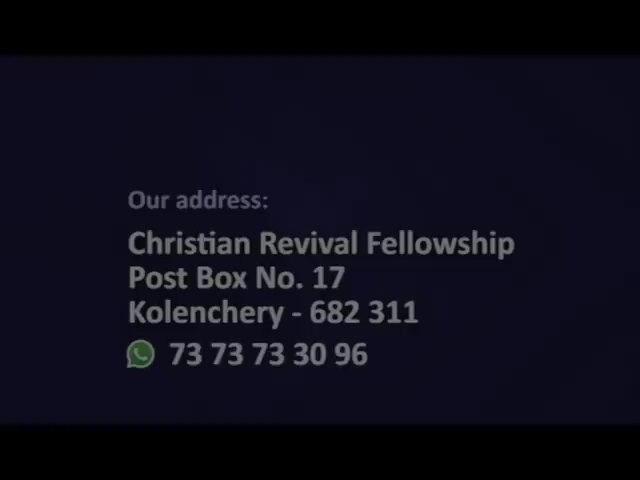 Our address:
Christian Revival Fellowship
Post Box No. 17
Kolenchery - 682 311
73 73 73 30 96